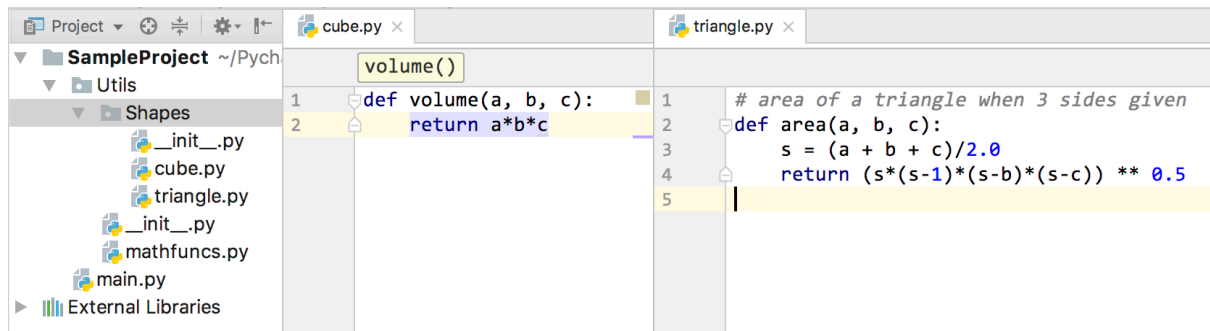 Project
SampleProject ~/Pych
Utils
Shapes
__init__.py
cube.py
triangle.py
__init__.py
mathfuncs.py
main.py
External Libraries
cube.py
volume()
1 def volume(a, b, c):
2     return a*b*c
triangle.py
1 # area of a triangle when 3 sides given
2 def area(a, b, c):
3     s = (a + b + c)/2.0
4     return (s*(s-1)*(s-b)*(s-c)) ** 0.5
5